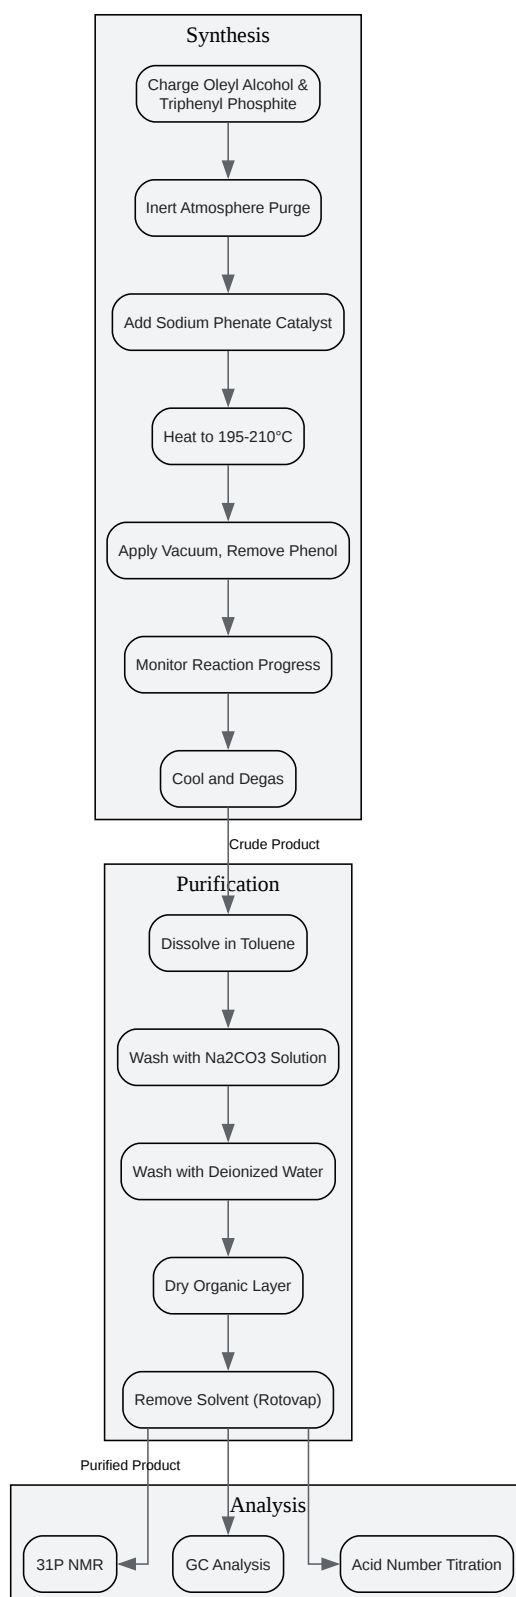 Synthesis
Charge Oleyl Alcohol &
Triphenyl Phosphite
Inert Atmosphere Purge
Add Sodium Phenate Catalyst
Heat to 195-210°C
Apply Vacuum, Remove Phenol
Monitor Reaction Progress
Cool and Degas
Crude Product
Purification
Dissolve in Toluene
Wash with Na2CO3 Solution
Wash with Deionized Water
Dry Organic Layer
Remove Solvent (Rotovap)
Purified Product
Analysis
31P NMR
GC Analysis
Acid Number Titration